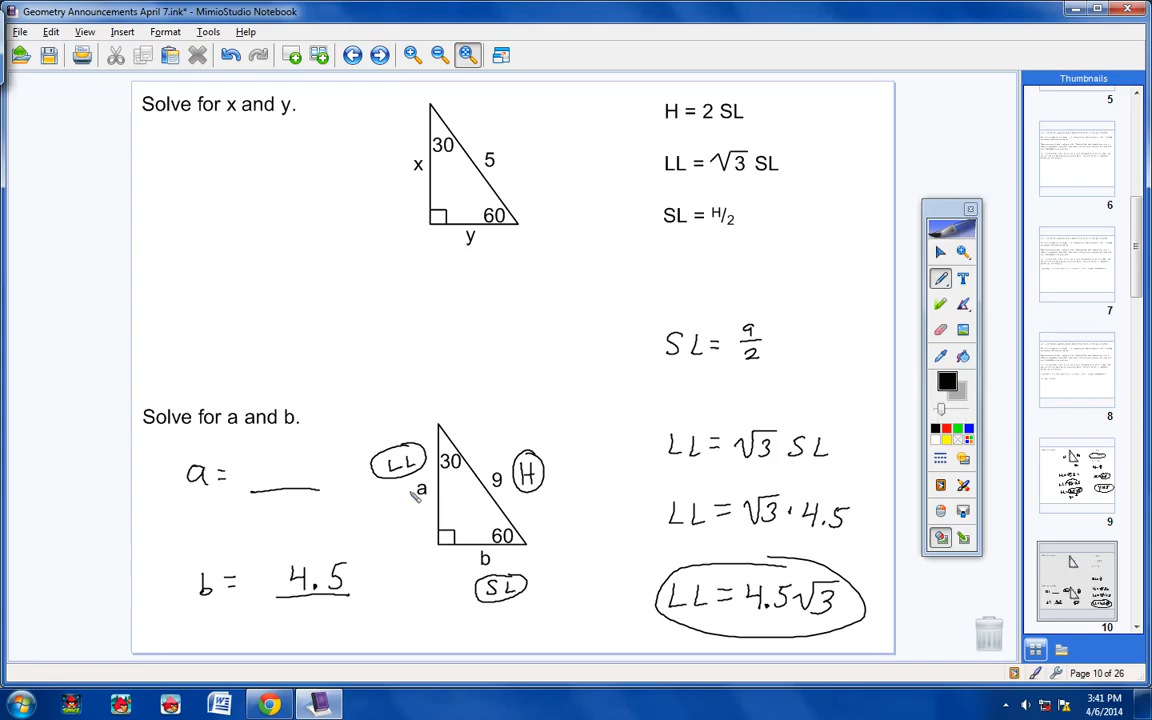 Geometry Announcements April 7.ink* - MimioStudio Notebook
File Edit View Insert Format Tools Help
Thumbnails
5
6
7
8
9
10
Solve for x and y.
30
x
5
60
y
H = 2 SL
LL = √3 SL
SL = H/2
SL = 9/2
Solve for a and b.
a =
LL
30
a
9
H
60
b
SL
b = 4.5
LL = √3 SL
LL = √3 · 4.5
LL = 4.5√3
Page 10 of 26
3:41 PM
4/6/2014